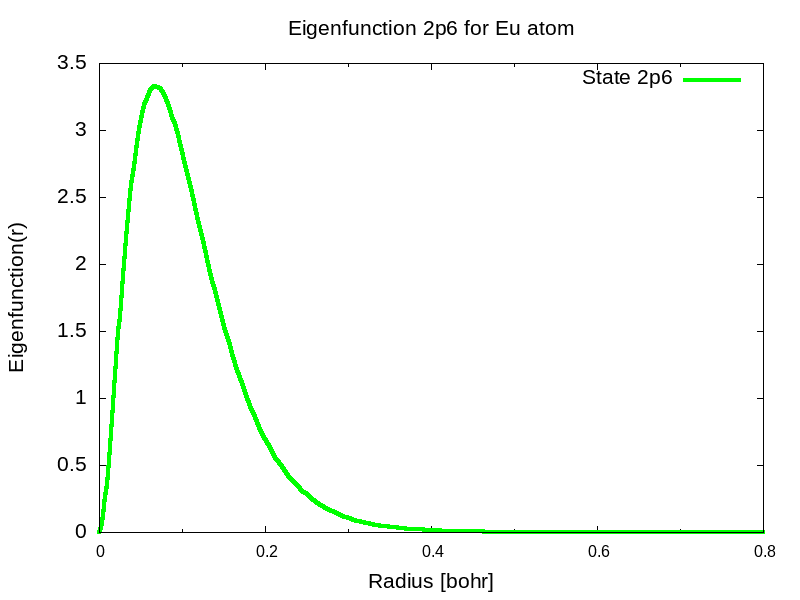 Eigenfunction 2p6 for Eu atom
State 2p6
3.5
3
2.5
2
1.5
1
0.5
0
Eigenfunction(r)
0 0.2 0.4 0.6 0.8
Radius [bohr]